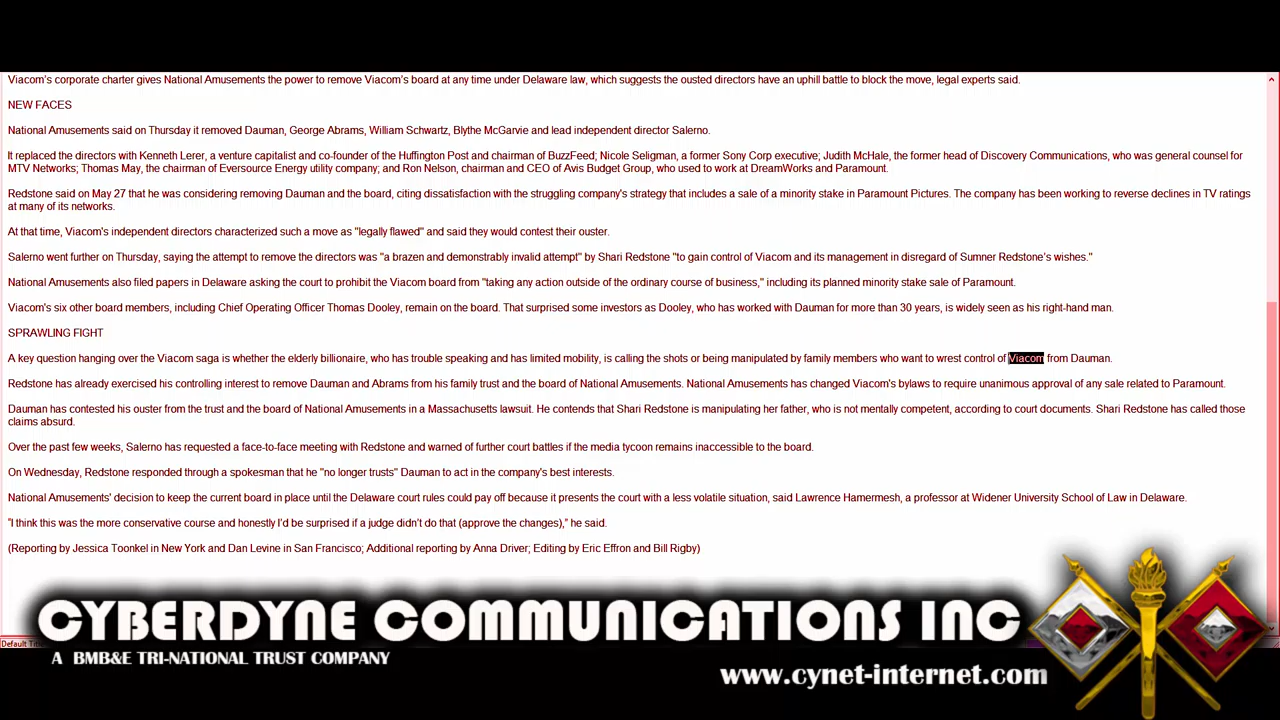 Viacom's corporate charter gives National Amusements the power to remove Viacom's board at any time under Delaware law, which suggests the ousted directors have an uphill battle to block the move, legal experts said.
NEW FACES
National Amusements said on Thursday it removed Dauman, George Abrams, William Schwartz, Blythe McGarvie and lead independent director Salerno.
It replaced the directors with Kenneth Lerer, a venture capitalist and co-founder of the Huffington Post and chairman of BuzzFeed; Nicole Seligman, a former Sony Corp executive; Judith McHale, the former head of Discovery Communications, who was general counsel for
MTV Networks; Thomas May, the chairman of Eversource Energy utility company; and Ron Nelson, chairman and CEO of Avis Budget Group, who used to work at DreamWorks and Paramount.
Redstone said on May 27 that he was considering removing Dauman and the board, citing dissatisfaction with the struggling company's strategy that includes a sale of a minority stake in Paramount Pictures. The company has been working to reverse declines in TV ratings
at many of its networks.
At that time, Viacom's independent directors characterized such a move as "legally flawed" and said they would contest their ouster.
Salerno went further on Thursday, saying the attempt to remove the directors was "a brazen and demonstrably invalid attempt" by Shari Redstone "to gain control of Viacom and its management in disregard of Sumner Redstone's wishes."
National Amusements also filed papers in Delaware asking the court to prohibit the Viacom board from "taking any action outside of the ordinary course of business," including its planned minority stake sale of Paramount.
Viacom's six other board members, including Chief Operating Officer Thomas Dooley, remain on the board. That surprised some investors as Dooley, who has worked with Dauman for more than 30 years, is widely seen as his right-hand man.
SPRAWLING FIGHT
A key question hanging over the Viacom saga is whether the elderly billionaire, who has trouble speaking and has limited mobility, is calling the shots or being manipulated by family members who want to wrest control of Viacom from Dauman.
Redstone has already exercised his controlling interest to remove Dauman and Abrams from his family trust and the board of National Amusements. National Amusements has changed Viacom's bylaws to require unanimous approval of any sale related to Paramount.
Dauman has contested his ouster from the trust and the board of National Amusements in a Massachusetts lawsuit. He contends that Shari Redstone is manipulating her father, who is not mentally competent, according to court documents. Shari Redstone has called those
claims absurd.
Over the past few weeks, Salerno has requested a face-to-face meeting with Redstone and warned of further court battles if the media tycoon remains inaccessible to the board.
On Wednesday, Redstone responded through a spokesman that he "no longer trusts" Dauman to act in the company's best interests.
National Amusements' decision to keep the current board in place until the Delaware court rules could pay off because it presents the court with a less volatile situation, said Lawrence Hamermesh, a professor at Widener University School of Law in Delaware.
"I think this was the more conservative course and honestly I'd be surprised if a judge didn't do that (approve the changes)," he said.
(Reporting by Jessica Toonkel in New York and Dan Levine in San Francisco; Additional reporting by Anna Driver; Editing by Eric Effron and Bill Rigby)
CYBERDYNE COMMUNICATIONS INC
Default
A BMB&E TRI-NATIONAL TRUST COMPANY
www.cynet-internet.com